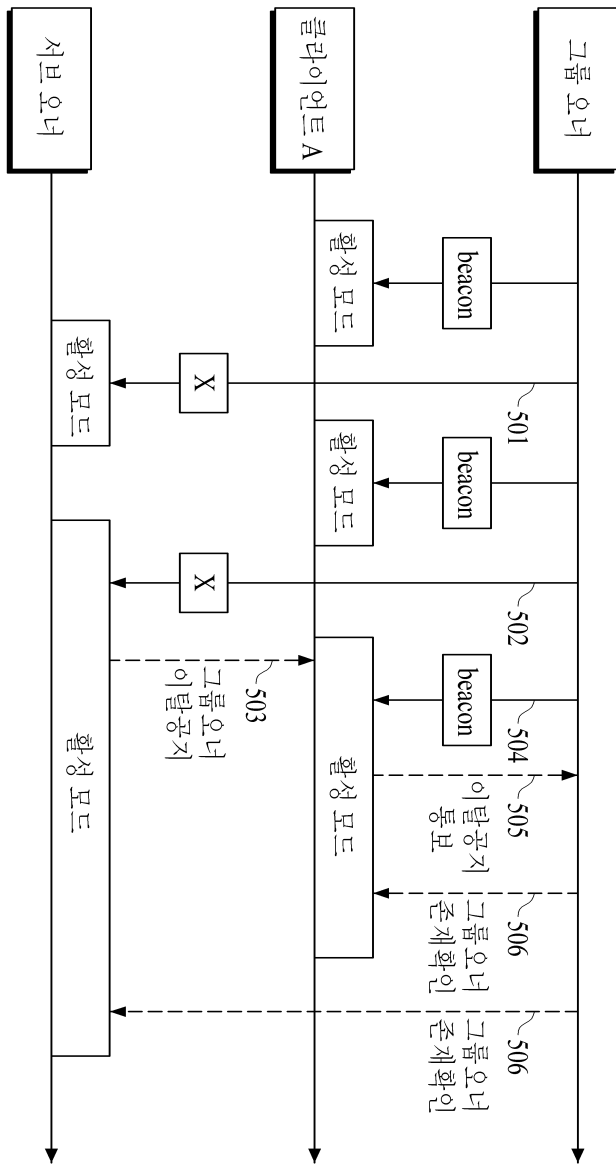 그룹 오너
501
502
504
505
506
506
beacon
beacon
beacon
이탈공지
통보
그룹오너
존재확인
그룹오너
존재확인
활성 모드
활성 모드
활성 모드
클라이언트 A
503
그룹오너
이탈공지
X
X
활성 모드
활성 모드
서브 오너